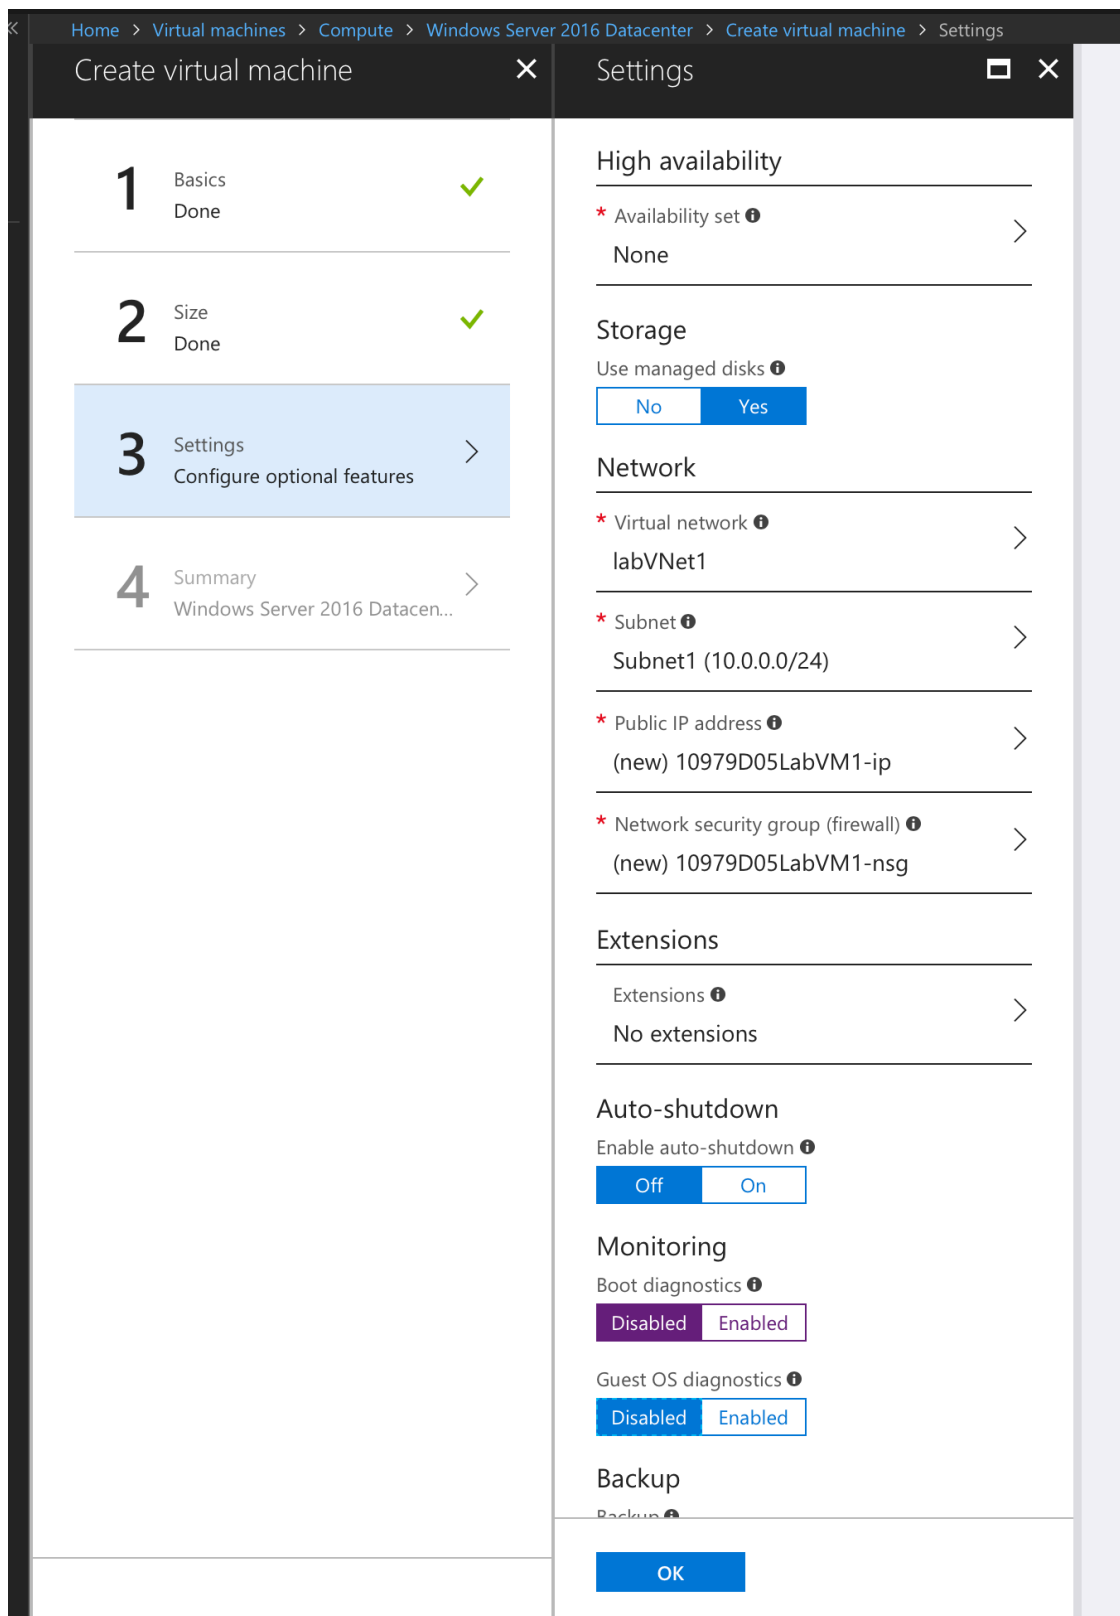 Home > Virtual machines > Compute > Windows Server 2016 Datacenter > Create virtual machine > Settings
Create virtual machine
1
Basics
Done
2
Size
Done
3
Settings
Configure optional features
4
Summary
Windows Server 2016 Datacen...
Settings
High availability
* Availability set
None
Storage
Use managed disks
No Yes
Network
* Virtual network
labVNet1
* Subnet
Subnet1 (10.0.0.0/24)
* Public IP address
(new) 10979D05LabVM1-ip
* Network security group (firewall)
(new) 10979D05LabVM1-nsg
Extensions
Extensions
No extensions
Auto-shutdown
Enable auto-shutdown
Off On
Monitoring
Boot diagnostics
Disabled Enabled
Guest OS diagnostics
Disabled Enabled
Backup
Backup
OK